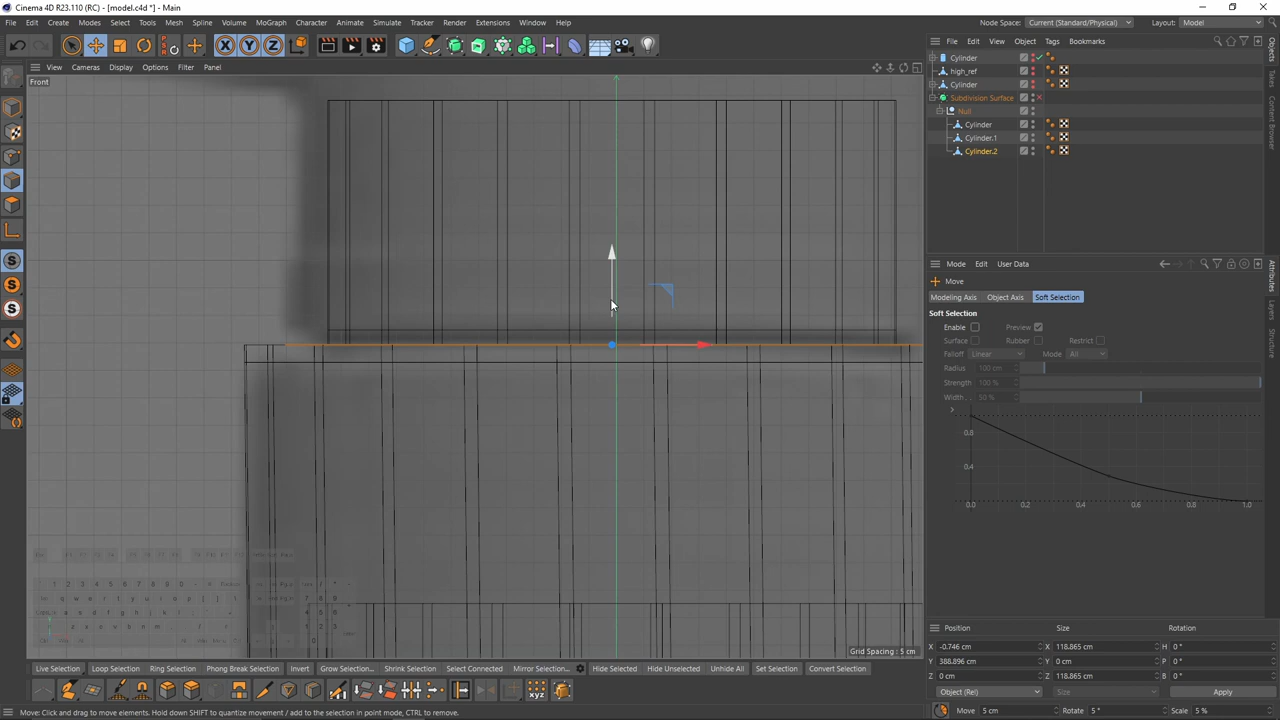 Cinema 4D R23.110 (RC) - [model.c4d *] - Main
File Edit Create Modes Select Tools Mesh Spline Volume MoGraph Character Animate Simulate Tracker Render Extensions Window Help Node Space: Current (Standard/Physical) Layout: Model
X Y Z
View Cameras Display Options Filter Panel
Front
Grid Spacing : 5 cm
File Edit View Object Tags Bookmarks
Cylinder
high_ref
Cylinder
Subdivision Surface
Null
Cylinder
Cylinder.1
Cylinder.2
Objects
Takes
Content Browser
Mode Edit User Data
Attributes
Layers
Structure
Move
Modeling Axis Object Axis Soft Selection
Soft Selection
Enable Preview
Surface Rubber Restrict
Falloff Linear Mode All
Radius 100 cm
Strength 100 %
Width . . 50 %
0.8
0.4
0.0 0.2 0.4 0.6 0.8 1.0
Position Size Rotation
X -0.746 cm X 118.865 cm H 0 °
Y 388.896 cm Y 0 cm P 0 °
Z 0 cm Z 118.865 cm B 0 °
Object (Rel) Size Apply
Move 5 cm Rotate 5 ° Scale 5 %
Live Selection Loop Selection Ring Selection Phong Break Selection Invert Grow Selection... Shrink Selection Select Connected Mirror Selection... Hide Selected Hide Unselected Unhide All Set Selection Convert Selection
Move: Click and drag to move elements. Hold down SHIFT to quantize movement / add to the selection in point mode, CTRL to remove.